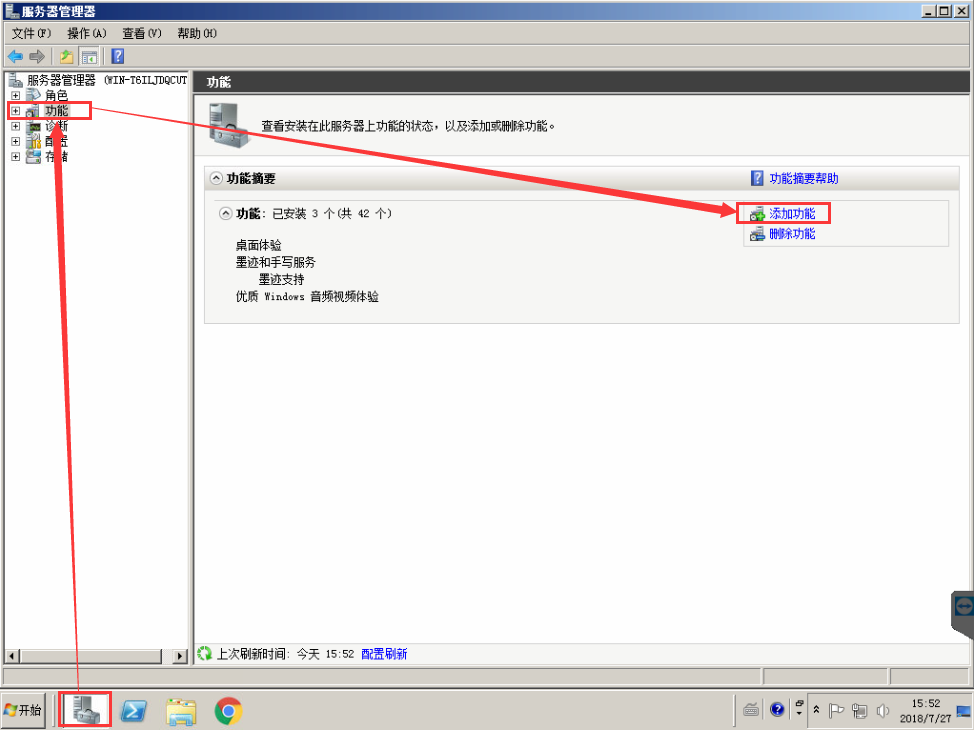 服务器管理器
文件(F) 操作(A) 查看(V) 帮助(H)
服务器管理器 (WIN-T6ILJDQCUT
角色
功能
诊断
配置
存储
功能
查看安装在此服务器上功能的状态，以及添加或删除功能。
功能摘要
功能摘要帮助
功能: 已安装 3 个(共 42 个)
添加功能
删除功能
桌面体验
墨迹和手写服务
墨迹支持
优质 Windows 音频视频体验
上次刷新时间: 今天 15:52 配置刷新
开始
15:52
2018/7/27